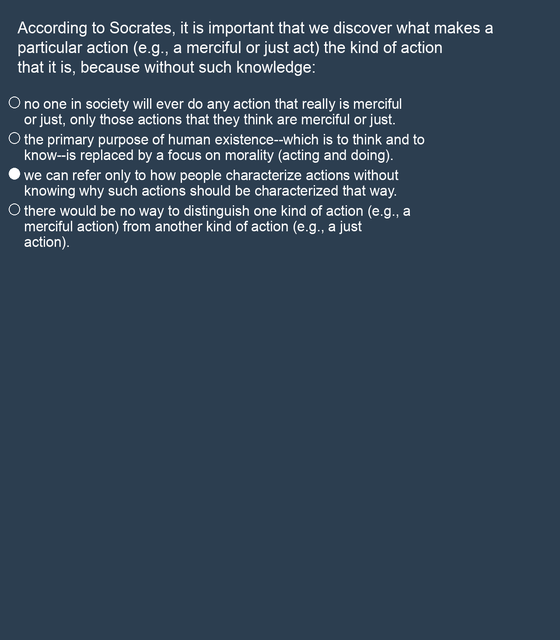 According to Socrates, it is important that we discover what makes a
particular action (e.g., a merciful or just act) the kind of action
that it is, because without such knowledge:
no one in society will ever do any action that really is merciful
or just, only those actions that they think are merciful or just.
the primary purpose of human existence--which is to think and to
know--is replaced by a focus on morality (acting and doing).
we can refer only to how people characterize actions without
knowing why such actions should be characterized that way.
there would be no way to distinguish one kind of action (e.g., a
merciful action) from another kind of action (e.g., a just
action).